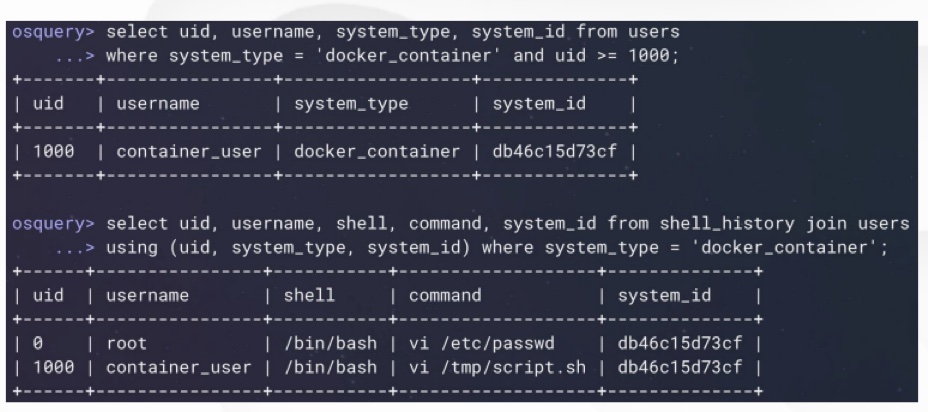 osquery> select uid, username, system_type, system_id from users
    ...> where system_type = 'docker_container' and uid >= 1000;
+-------+----------------+------------------+--------------+
| uid   | username       | system_type      | system_id    |
+-------+----------------+------------------+--------------+
| 1000  | container_user | docker_container | db46c15d73cf |
+-------+----------------+------------------+--------------+
osquery> select uid, username, shell, command, system_id from shell_history join users
    ...> using (uid, system_type, system_id) where system_type = 'docker_container';
+------+----------------+-----------+-------------------+--------------+
| uid  | username       | shell     | command           | system_id    |
+------+----------------+-----------+-------------------+--------------+
| 0    | root           | /bin/bash | vi /etc/passwd    | db46c15d73cf |
| 1000 | container_user | /bin/bash | vi /tmp/script.sh | db46c15d73cf |
+------+----------------+-----------+-------------------+--------------+